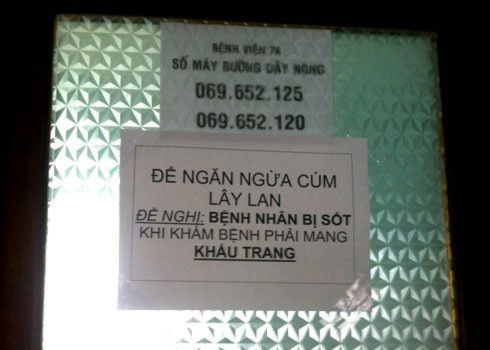 BỆNH VIỆN 7A
SỐ MÁY ĐƯỜNG DÂY NÓNG
069.652.125
069.652.120
ĐỂ NGĂN NGỪA CÚM
LÂY LAN
ĐỀ NGHỊ: BỆNH NHÂN BỊ SỐT
KHI KHÁM BỆNH PHẢI MANG
KHẨU TRANG